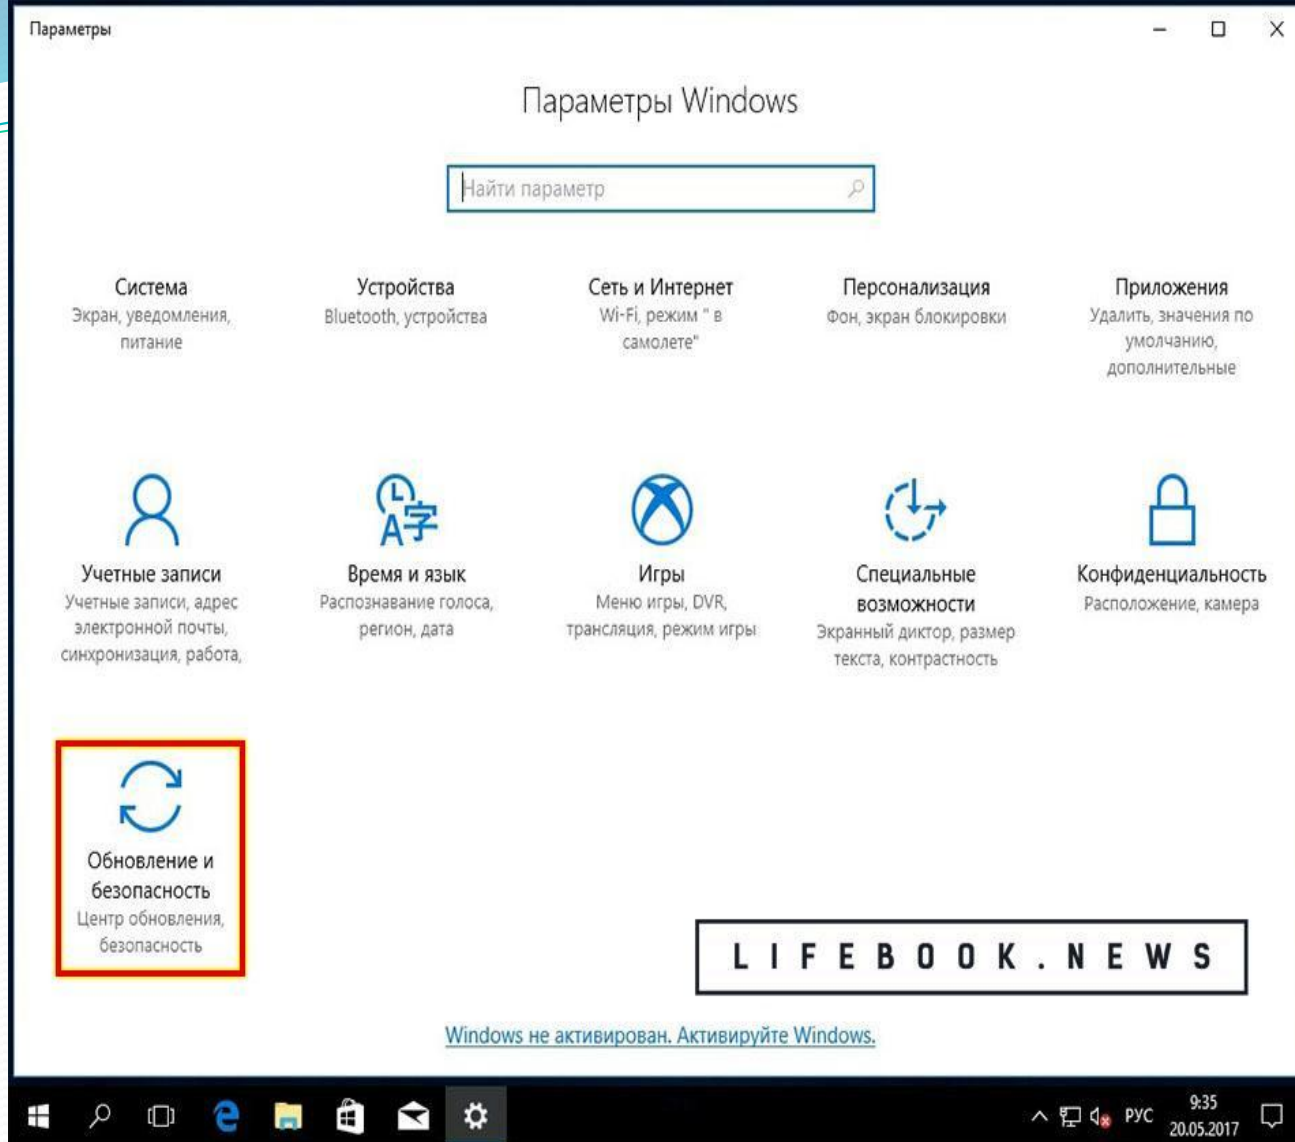 Параметры
Параметры Windows
Найти параметр
Система
Экран, уведомления,
питание
Устройства
Bluetooth, устройства
Сеть и Интернет
Wi-Fi, режим " в
самолете"
Персонализация
Фон, экран блокировки
Приложения
Удалить, значения по
умолчанию,
дополнительные
Учетные записи
Учетные записи, адрес
электронной почты,
синхронизация, работа,
Время и язык
Распознавание голоса,
регион, дата
Игры
Меню игры, DVR,
трансляция, режим игры
Специальные
возможности
Экранный диктор, размер
текста, контрастность
Конфиденциальность
Расположение, камера
Обновление и
безопасность
Центр обновления,
безопасность
LIFEBOOK.NEWS
Windows не активирован. Активируйте Windows.
РУС
9:35
20.05.2017